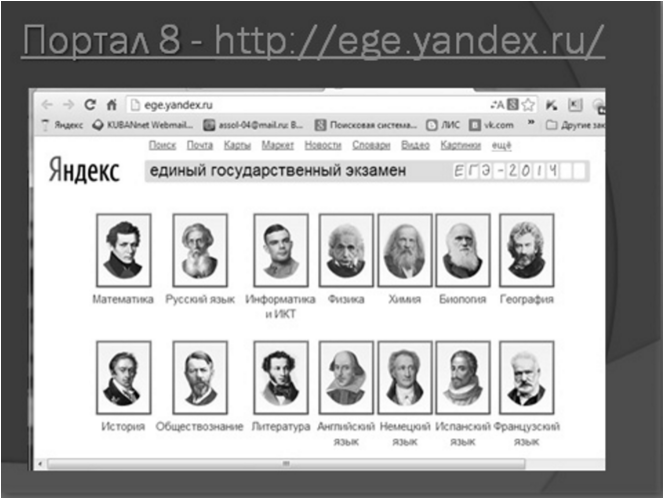 Портал 8 - http://ege.yandex.ru/
ege.yandex.ru
Яндекс KUBANnet Webmail... assol-04@mail.ru: В... Поисковая система... ЛИС vk.com » Другие зак
Поиск Почта Карты Маркет Новости Словари Видео Картинки ещё
Яндекс единый государственный экзамен ЕГЭ-2014
Математика Русский язык Информатика и ИКТ Физика Химия Биология География
История Обществознание Литература Английский язык Немецкий язык Испанский язык Французский язык